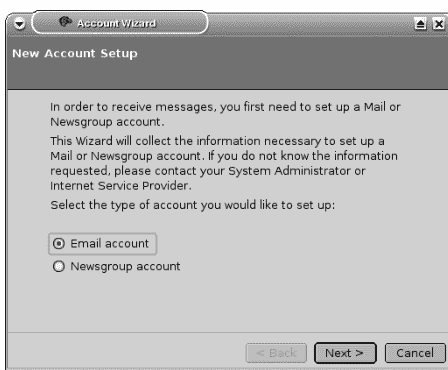 Account Wizard
New Account Setup
In order to receive messages, you first need to set up a Mail or
Newsgroup account.
This Wizard will collect the information necessary to set up a
Mail or Newsgroup account. If you do not know the information
requested, please contact your System Administrator or
Internet Service Provider.
Select the type of account you would like to set up:
Email account
Newsgroup account
< Back Next > Cancel